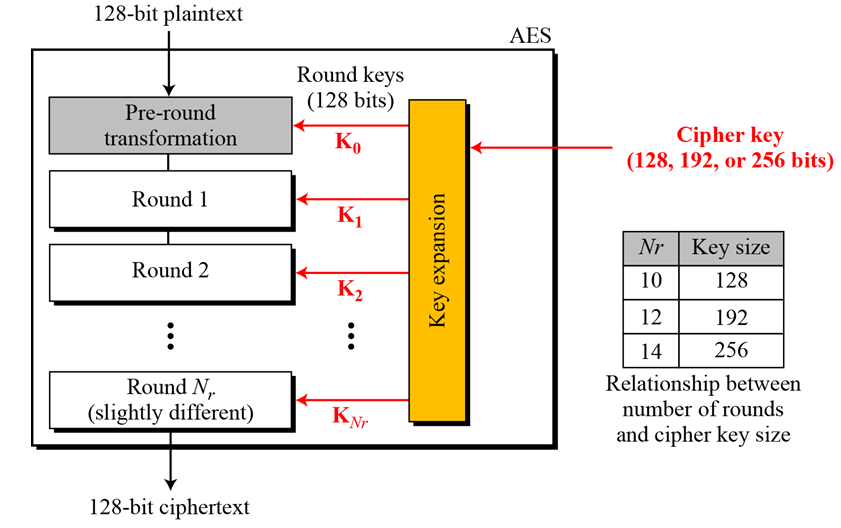 128-bit plaintext
AES
Round keys
(128 bits)
Pre-round
transformation
K0
Cipher key
(128, 192, or 256 bits)
Round 1
K1
Key expansion
Round 2
K2
Nr Key size
10 128
12 192
14 256
Relationship between
number of rounds
and cipher key size
Round Nr
(slightly different)
KNr
128-bit ciphertext